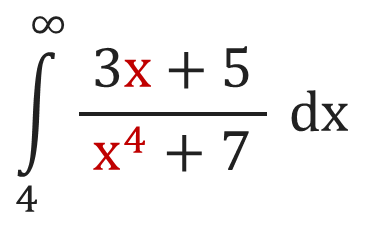 ∞
∫ (3x + 5)/(x⁴ + 7) dx
4